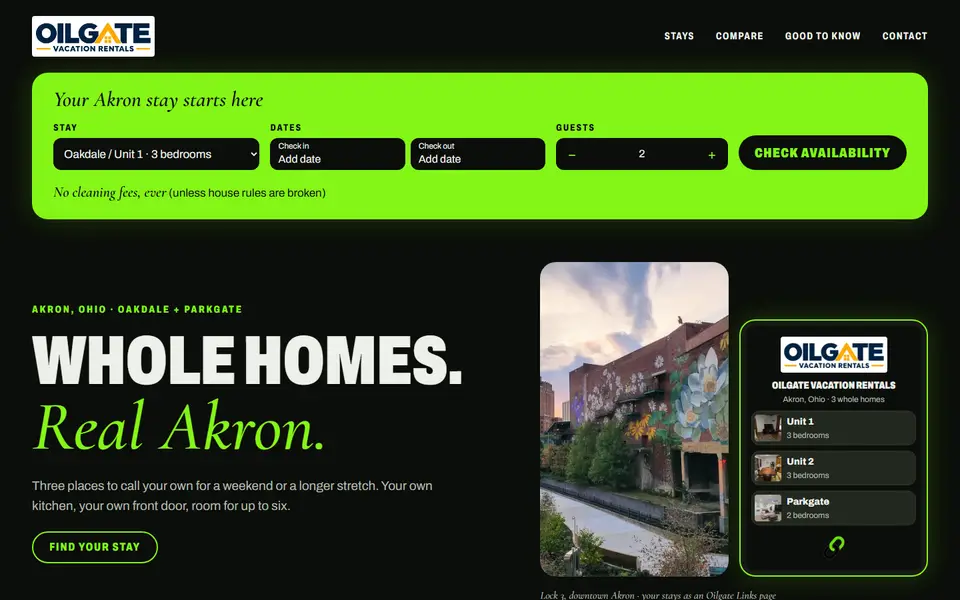 OILGATE
VACATION RENTALS
STAYS
COMPARE
GOOD TO KNOW
CONTACT
Your Akron stay starts here
STAY
DATES
GUESTS
Oakdale / Unit 1 · 3 bedrooms
Check in
Add date
Check out
Add date
− 2 +
CHECK AVAILABILITY
No cleaning fees, ever (unless house rules are broken)
AKRON, OHIO · OAKDALE + PARKGATE
WHOLE HOMES.
Real Akron.
Three places to call your own for a weekend or a longer stretch. Your own
kitchen, your own front door, room for up to six.
FIND YOUR STAY
OILGATE
VACATION RENTALS
OILGATE VACATION RENTALS
Akron, Ohio · 3 whole homes
Unit 1
3 bedrooms
Unit 2
3 bedrooms
Parkgate
2 bedrooms
Lock 3, downtown Akron · your stays as an Oilgate Links page